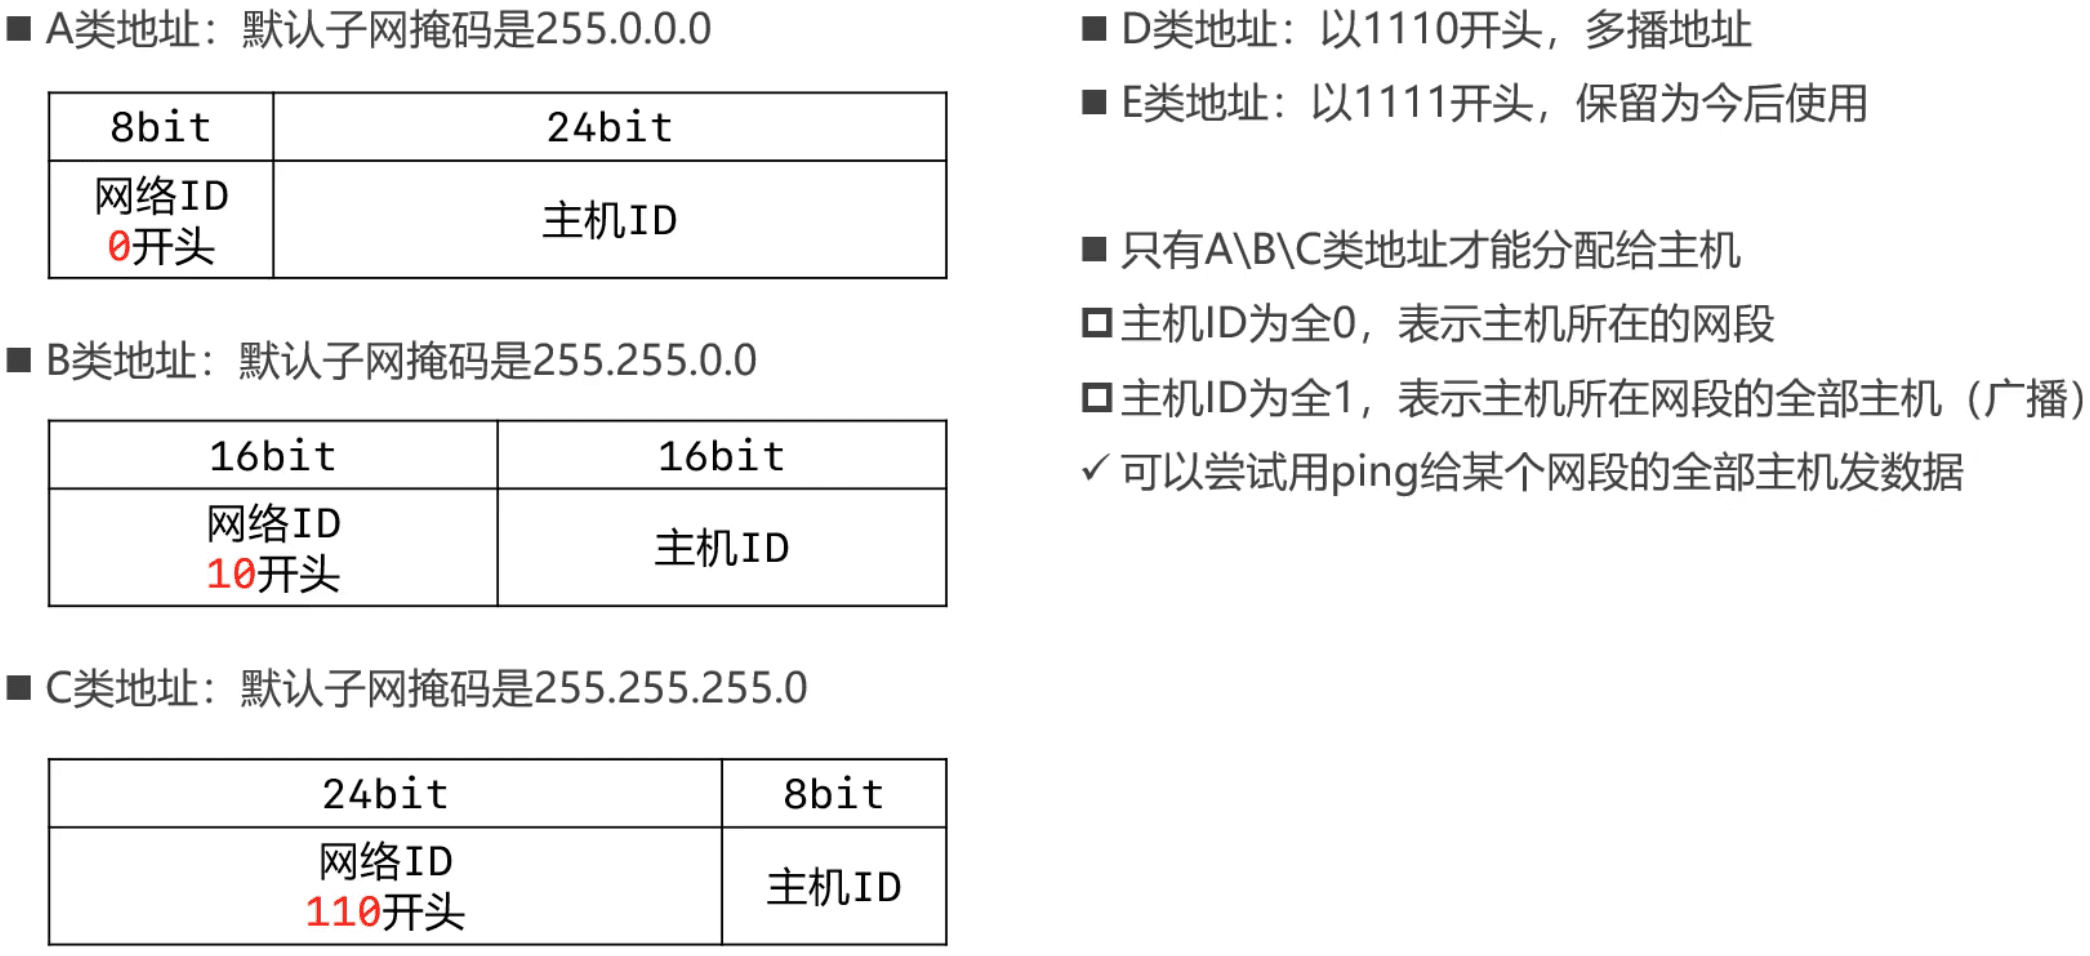 ■ A类地址：默认子网掩码是255.0.0.0
8bit 24bit
网络ID
0开头
主机ID
■ B类地址：默认子网掩码是255.255.0.0
16bit 16bit
网络ID
10开头
主机ID
■ C类地址：默认子网掩码是255.255.255.0
24bit 8bit
网络ID
110开头
主机ID
■ D类地址：以1110开头，多播地址
■ E类地址：以1111开头，保留为今后使用
■ 只有A\B\C类地址才能分配给主机
□ 主机ID为全0，表示主机所在的网段
□ 主机ID为全1，表示主机所在网段的全部主机（广播）
✓ 可以尝试用ping给某个网段的全部主机发数据